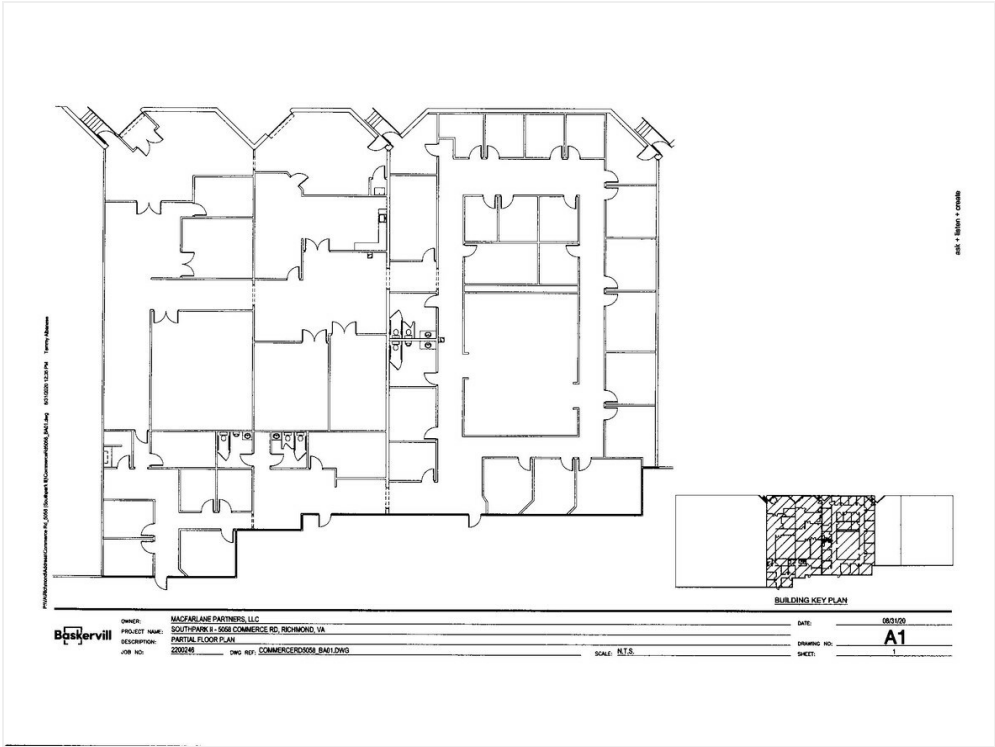 ask + listen + create
BUILDING KEY PLAN
Baskervill
OWNER: MACFARLANE PARTNERS, LLC
PROJECT NAME: SOUTHPARK II - 5058 COMMERCE RD, RICHMOND, VA
DESCRIPTION: PARTIAL FLOOR PLAN
JOB NO: 2200246 DWG REF: COMMERCERD5058_BA01.DWG
SCALE: N.T.S.
DATE: 08/31/20
DRAWING NO: A1
SHEET: 1